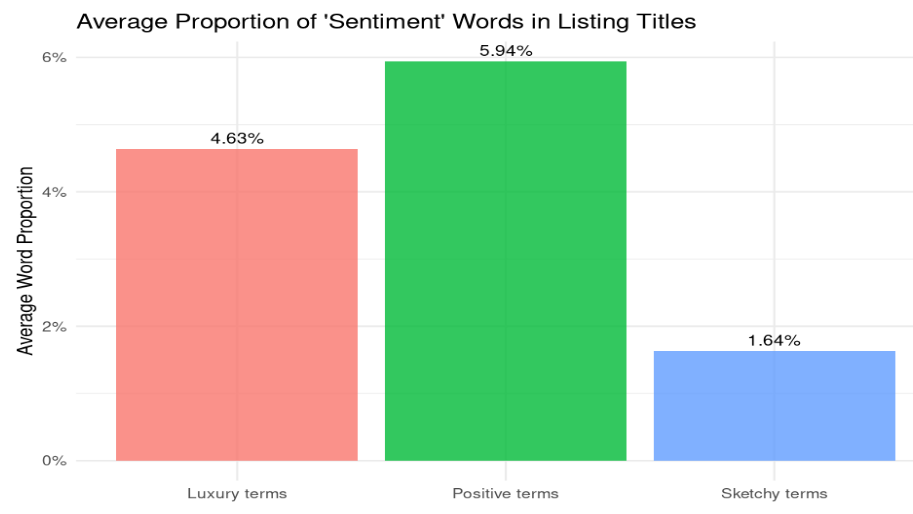 Average Proportion of 'Sentiment' Words in Listing Titles
Average Word Proportion
6%
4%
2%
0%
4.63%
5.94%
1.64%
Luxury terms
Positive terms
Sketchy terms